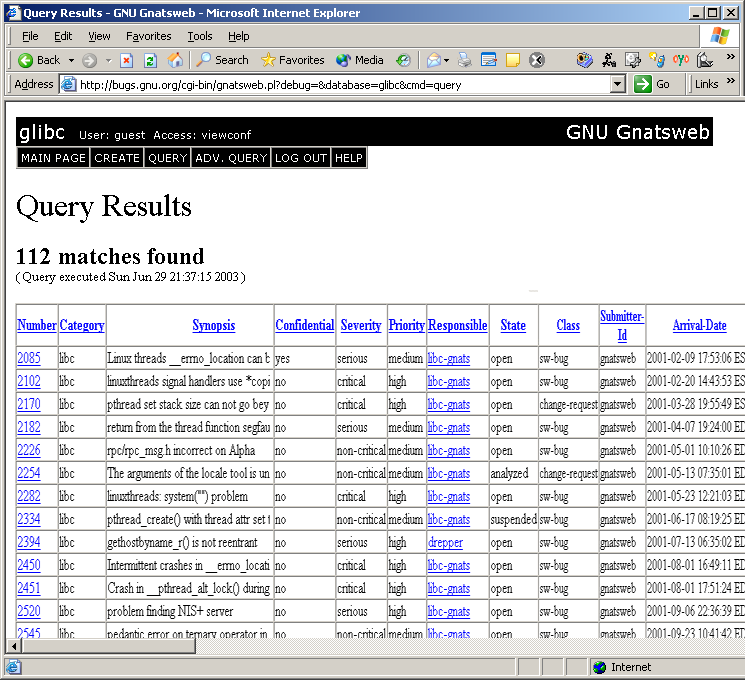 Query Results - GNU Gnatsweb - Microsoft Internet Explorer
File Edit View Favorites Tools Help
Back Search Favorites Media
Address http://bugs.gnu.org/cgi-bin/gnatsweb.pl?debug=&database=glibc&cmd=query Go Links
glibc User: guest Access: viewconf GNU Gnatsweb
MAIN PAGE CREATE QUERY ADV. QUERY LOG OUT HELP
Query Results
112 matches found
( Query executed Sun Jun 29 21:37:15 2003 )
Number Category Synopsis Confidential Severity Priority Responsible State Class Submitter-Id Arrival-Date
2085 libc Linux threads __errno_location can b yes serious medium libc-gnats open sw-bug gnatsweb 2001-02-09 17:53:06 ES
2102 libc linuxthreads signal handlers use *copi no critical high libc-gnats open sw-bug gnatsweb 2001-02-20 14:43:53 ES
2170 libc pthread set stack size can not go bey no critical high libc-gnats open change-request gnatsweb 2001-03-28 19:55:49 ES
2182 libc return from the thread function segfau no serious medium libc-gnats open sw-bug gnatsweb 2001-04-07 19:24:00 ED
2226 libc rpc/rpc_msg.h incorrect on Alpha no non-critical medium libc-gnats open sw-bug gnatsweb 2001-05-01 10:10:26 ED
2254 libc The arguments of the locale tool is un no non-critical medium libc-gnats analyzed change-request gnatsweb 2001-05-13 07:35:01 ED
2282 libc linuxthreads: system("") problem no critical high libc-gnats open sw-bug gnatsweb 2001-05-23 12:21:03 ED
2334 libc pthread_create() with thread attr set t no non-critical medium libc-gnats suspended sw-bug gnatsweb 2001-06-17 08:19:25 ED
2394 libc gethostbyname_r() is not reentrant no serious high drepper open sw-bug gnatsweb 2001-07-13 06:35:02 ED
2450 libc Intermittent crashes in __errno_locati no critical high libc-gnats open sw-bug gnatsweb 2001-08-01 16:49:11 ED
2451 libc Crash in __pthread_alt_lock() during no critical high libc-gnats open sw-bug gnatsweb 2001-08-01 17:51:24 ED
2520 libc problem finding NIS+ server no serious high libc-gnats open sw-bug gnatsweb 2001-09-06 22:36:39 ED
2545 libc pedantic error on ternary operator in no non-critical medium libc-gnats open sw-bug gnatsweb 2001-09-23 10:41:42 ED
Internet